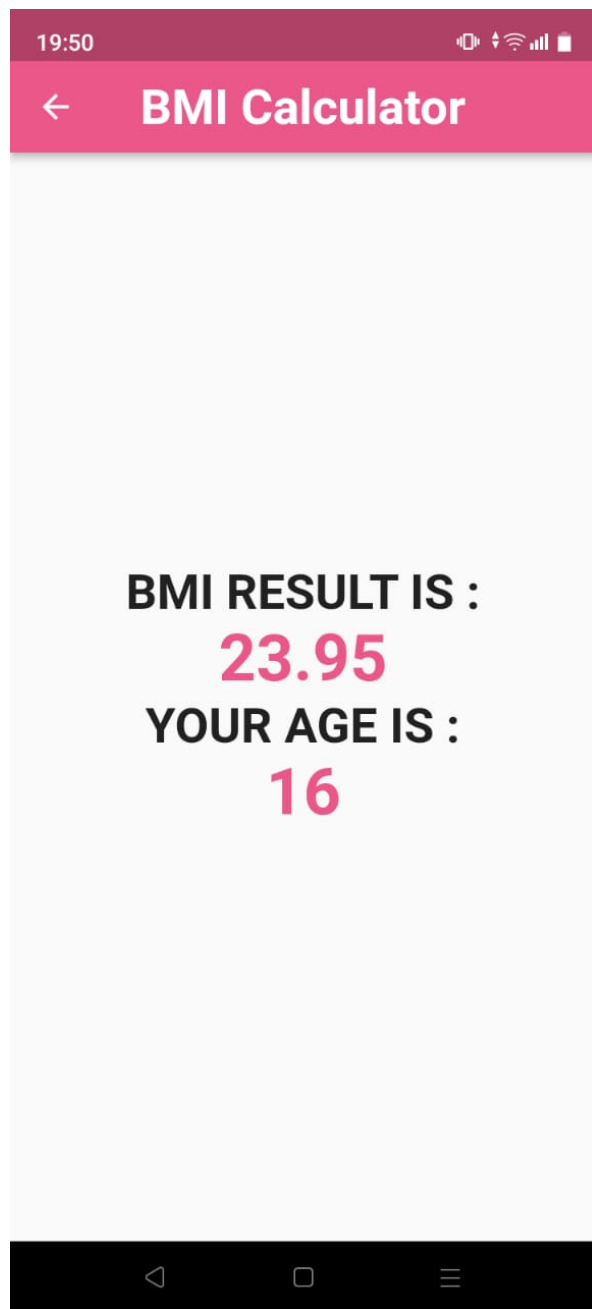 19:50
BMI Calculator
BMI RESULT IS :
23.95
YOUR AGE IS :
16